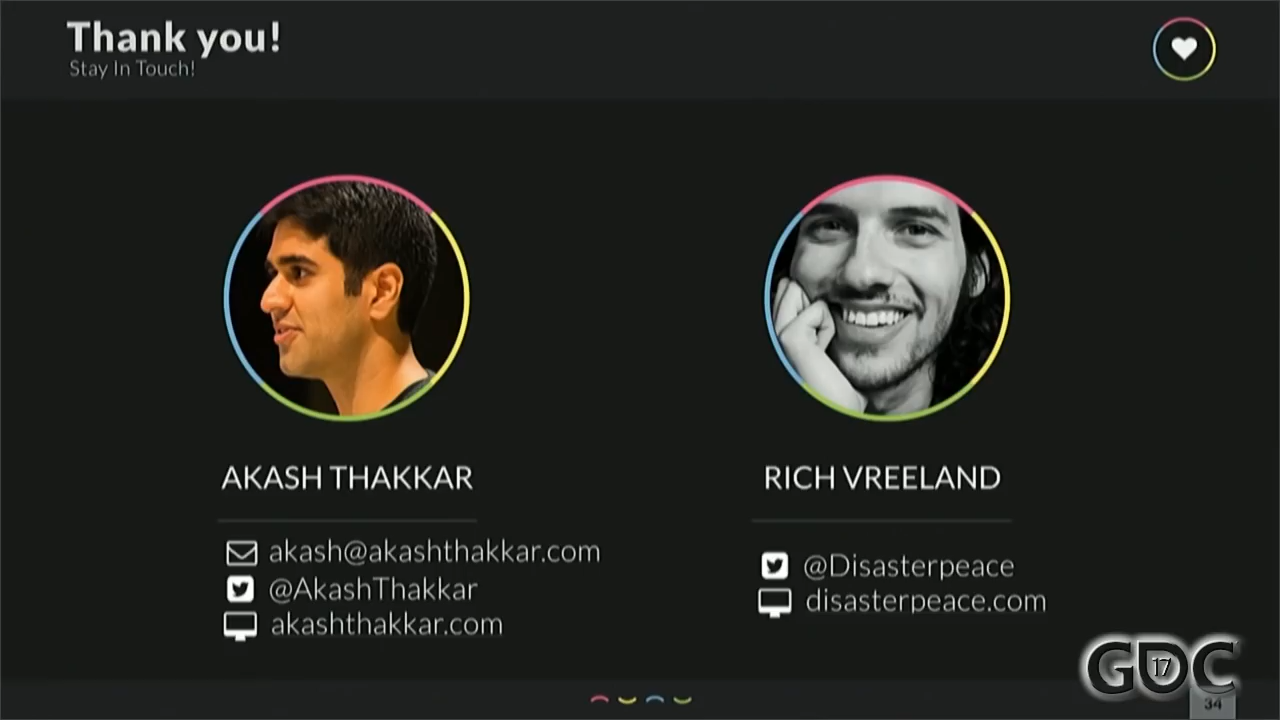 Thank you!
Stay In Touch!
AKASH THAKKAR
akash@akashthakkar.com
@AkashThakkar
akashthakkar.com
RICH VREELAND
@Disasterpeace
disasterpeace.com
GDC
17
34